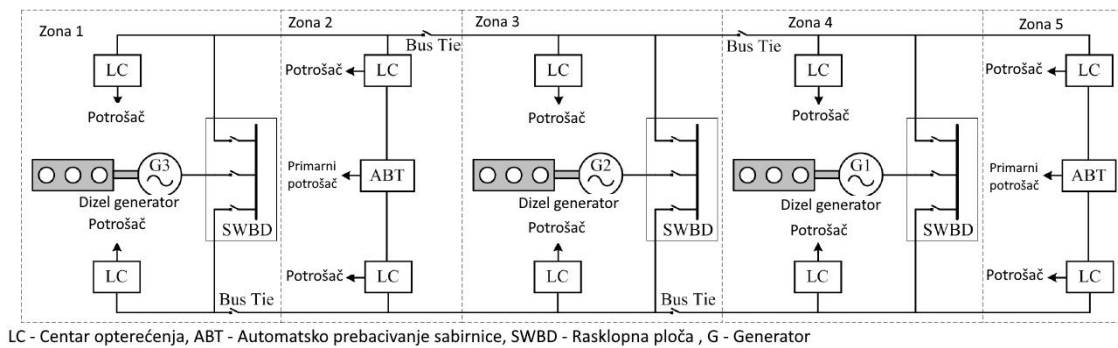 Zona 1
Zona 2
Zona 3
Zona 4
Zona 5
Bus Tie
Bus Tie
LC
Potrošač
LC
LC
Potrošač
LC
Potrošač
LC
Potrošač
Potrošač
G3
Primarni
potrošač
ABT
G2
G1
Primarni
potrošač
ABT
Dizel generator
Dizel generator
Dizel generator
Potrošač
SWBD
Potrošač
SWBD
Potrošač
SWBD
LC
Potrošač
LC
LC
LC
Potrošač
LC
Bus Tie
Bus Tie
LC - Centar opterećenja, ABT - Automatsko prebacivanje sabirnice, SWBD - Rasklopna ploča , G - Generator